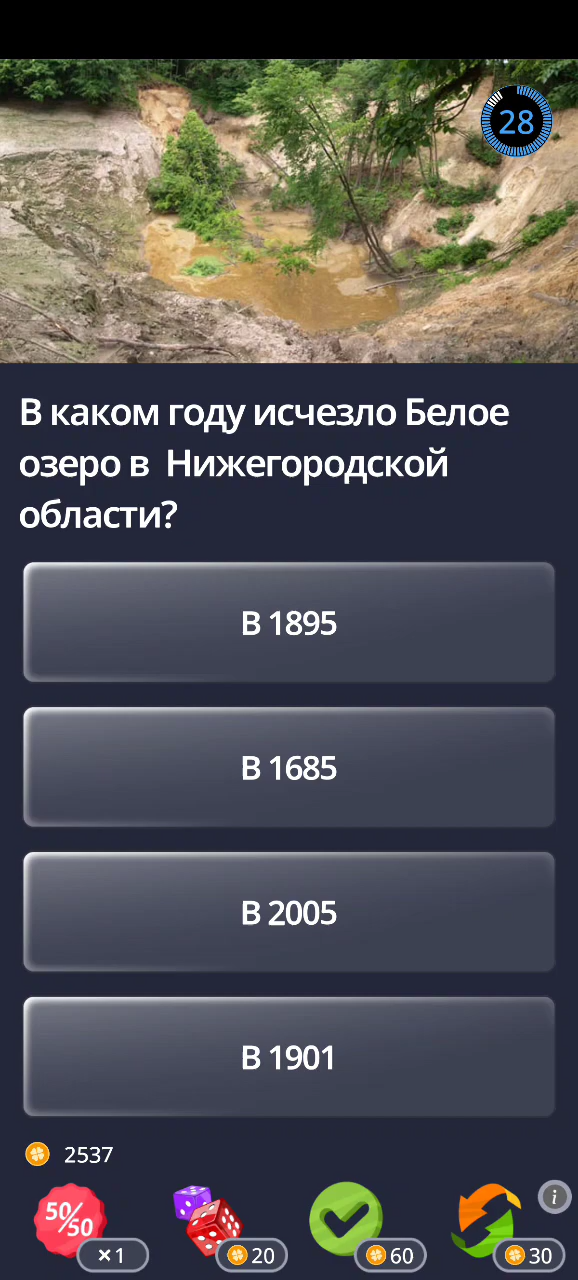 28
В каком году исчезло Белое
озеро в Нижегородской
области?
В 1895
В 1685
В 2005
В 1901
2537
50%50
×1
20
60
30
i